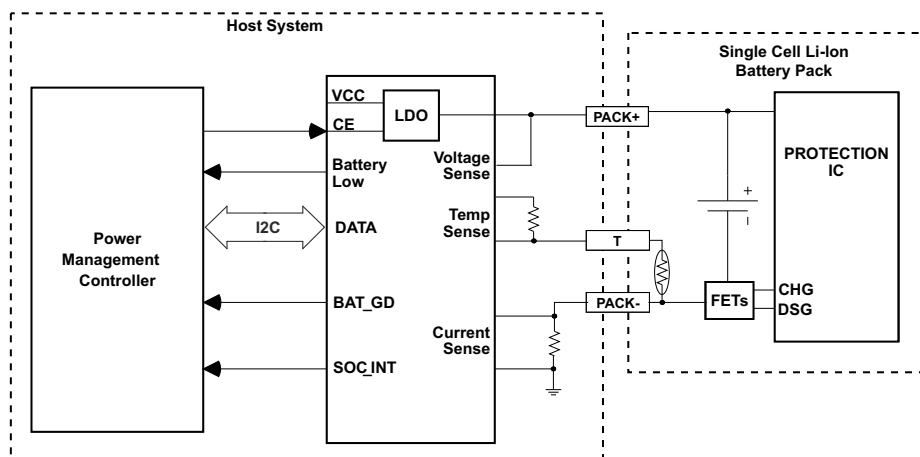 Host System
Single Cell Li-Ion
Battery Pack
VCC
LDO
CE
PACK+
Battery
Low
Voltage
Sense
PROTECTION
IC
+
–
I2C
DATA
Temp
Sense
T
Power
Management
Controller
BAT_GD
PACK-
FETs
CHG
DSG
Current
Sense
SOC_INT